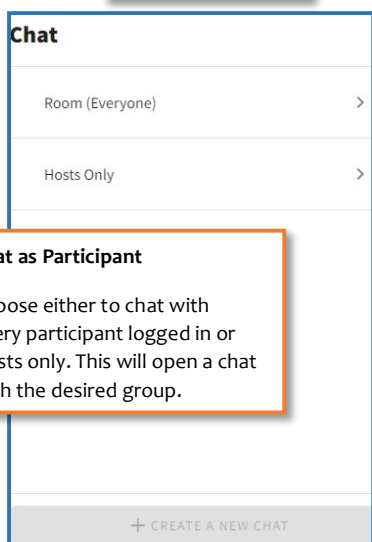 Chat
Room (Everyone)
Hosts Only
at as Participant
oose either to chat with
ery participant logged in or
sts only. This will open a chat
h the desired group.
+ CREATE A NEW CHAT